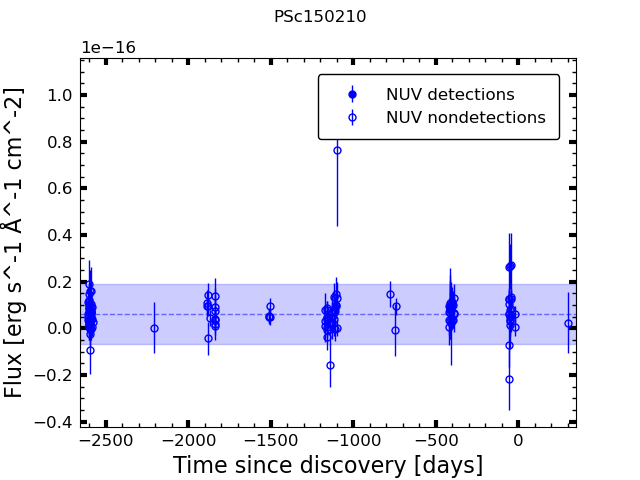 PSc150210
1e−16
NUV detections
NUV nondetections
1.0
0.8
0.6
0.4
0.2
0.0
−0.2
−0.4
Flux [erg s^-1 Å^-1 cm^-2]
−2500 −2000 −1500 −1000 −500 0
Time since discovery [days]